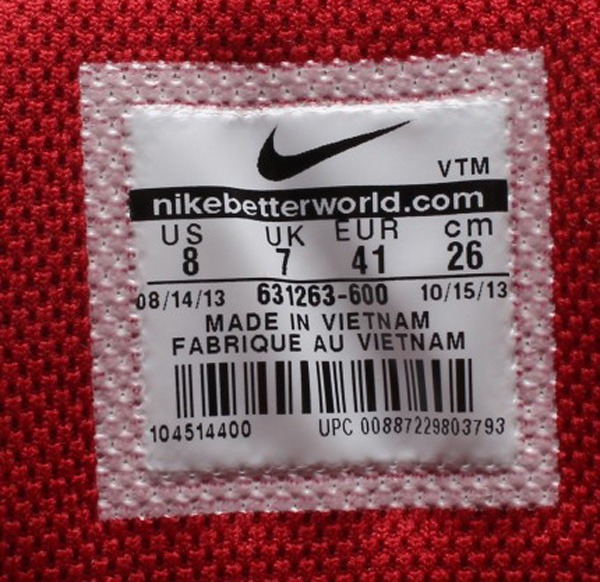 VTM
nikebetterworld.com
US UK EUR cm
8 7 41 26
08/14/13 631263-600 10/15/13
MADE IN VIETNAM
FABRIQUE AU VIETNAM
104514400 UPC 00887229803793